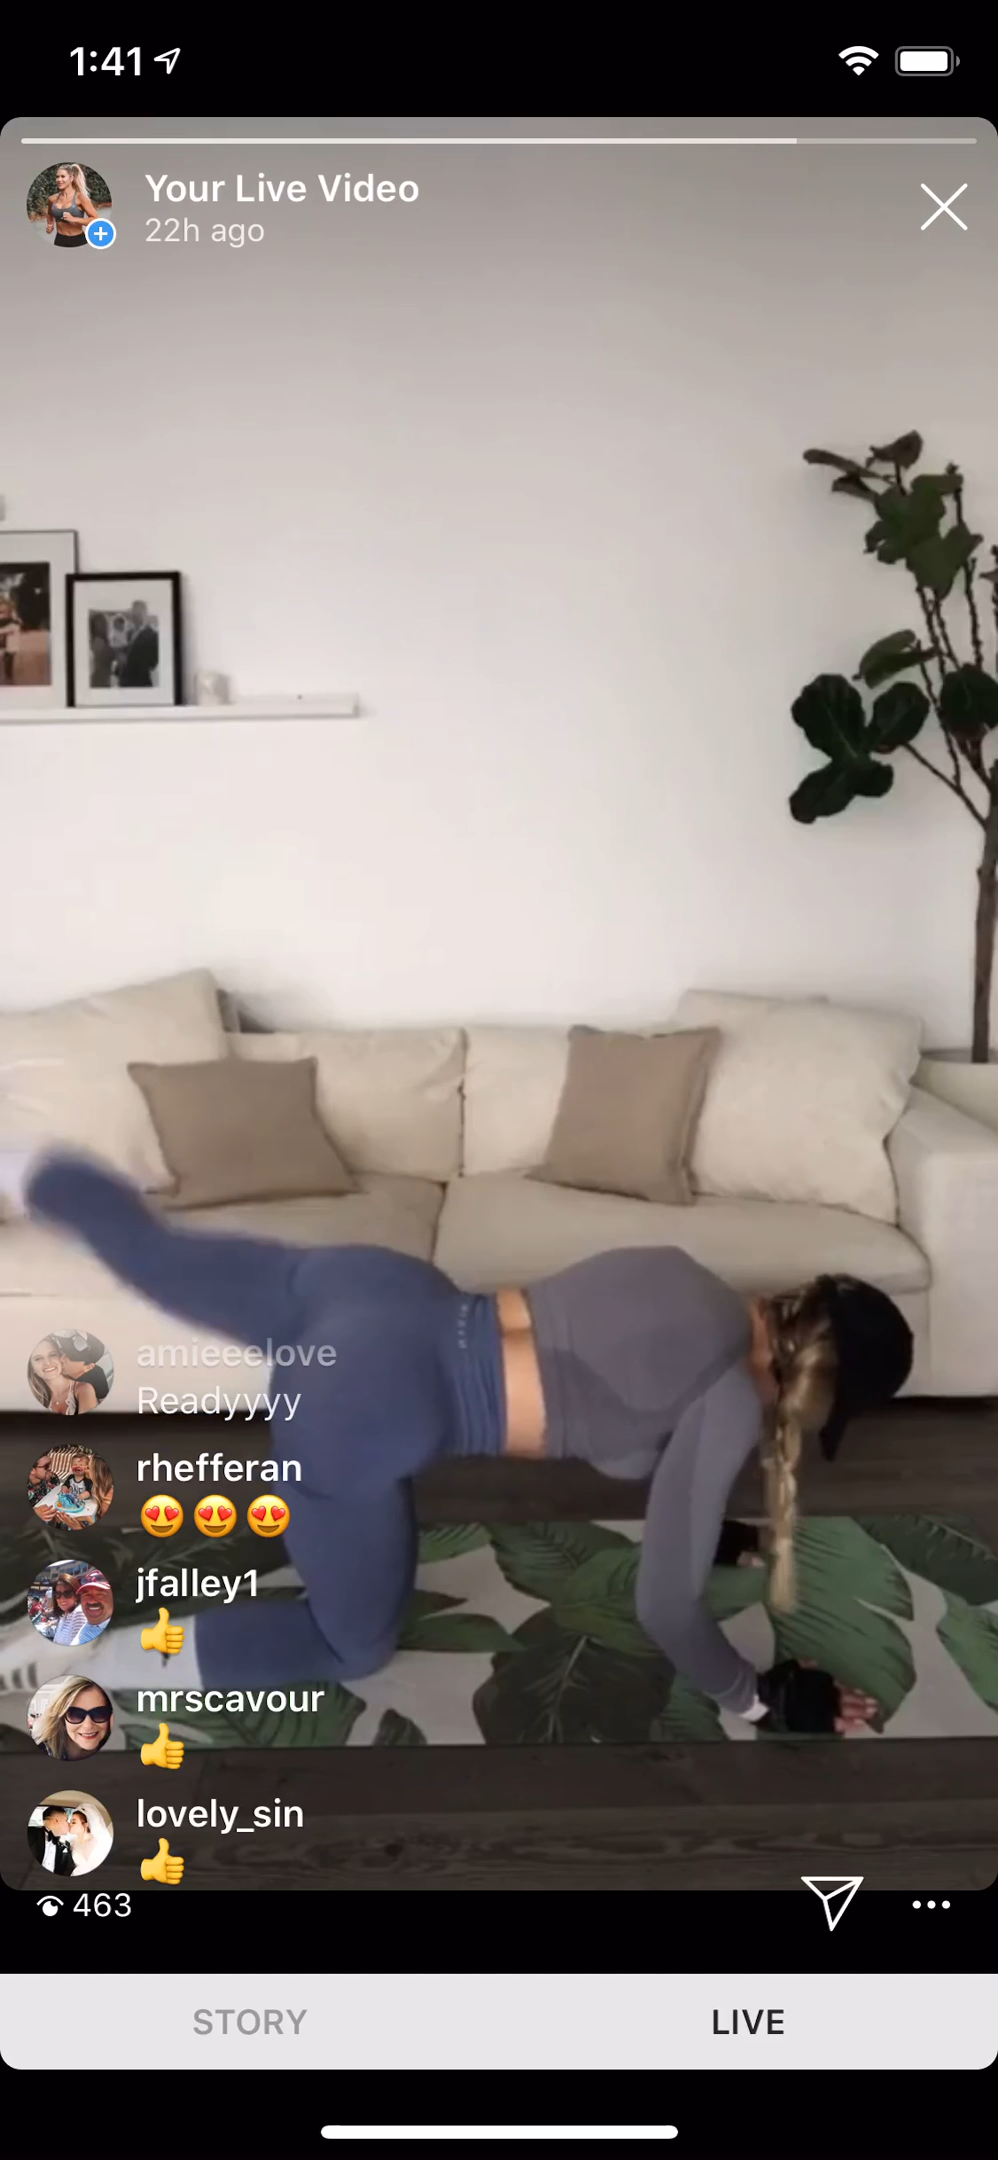 1:41
Your Live Video
22h ago
amieeelove
Readyyyy
rhefferan
😍😍😍
jfalley1
👍
mrscavour
👍
lovely_sin
👍
463
STORY
LIVE